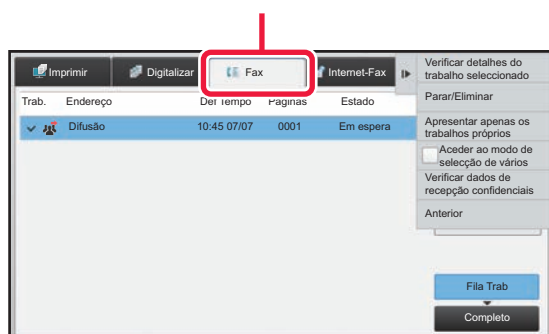 Imprimir
Digitalizar
Fax
Internet-Fax
Trab.
Endereço
Def Tempo
Páginas
Estado
Difusão
10:45 07/07
0001
Em espera
Verificar detalhes do
trabalho seleccionado
Parar/Eliminar
Apresentar apenas os
trabalhos próprios
Aceder ao modo de
selecção de vários
Verificar dados de
recepção confidenciais
Anterior
Fila Trab
Completo